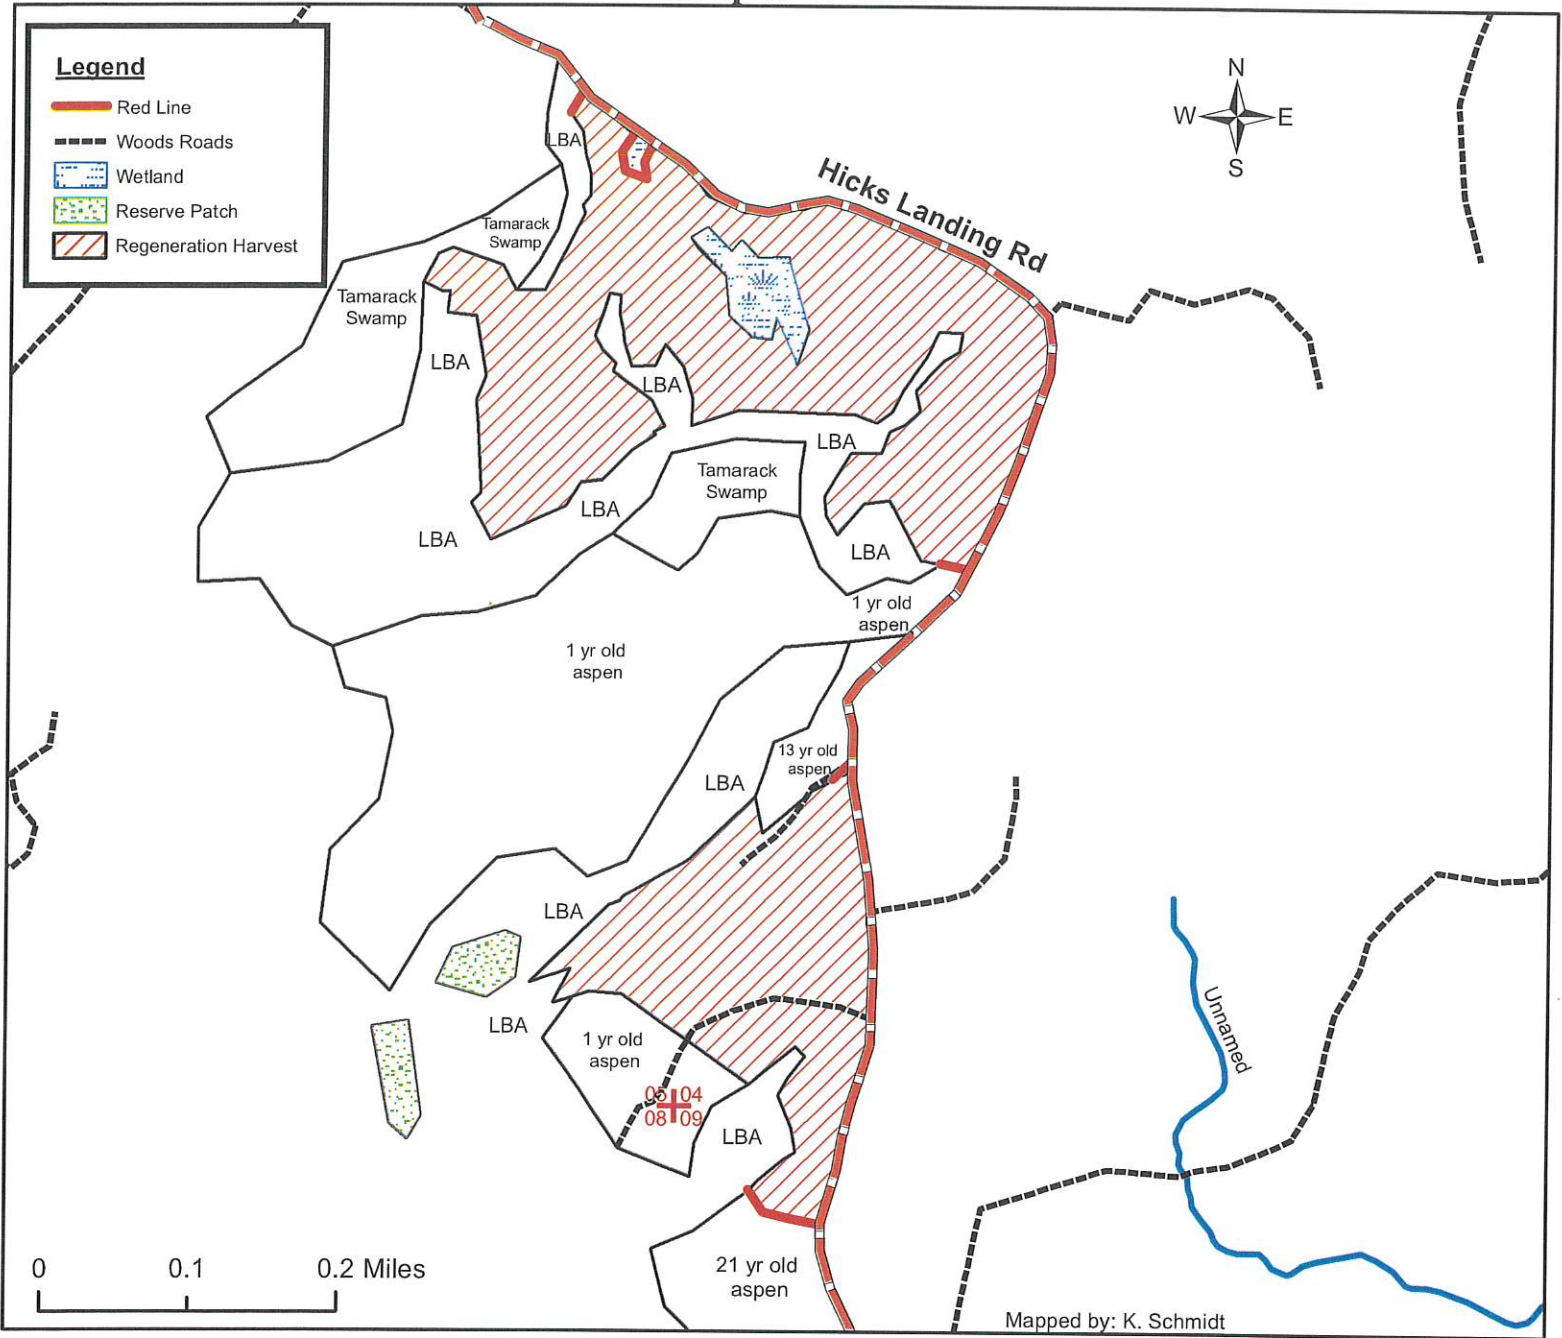 Legend
Red Line
Woods Roads
Wetland
Reserve Patch
Regeneration Harvest
N
W E
S
Hicks Landing Rd
LBA
Tamarack
Swamp
Tamarack
Swamp
LBA
LBA
LBA
Tamarack
Swamp
LBA
LBA
LBA
1 yr old
aspen
1 yr old
aspen
13 yr old
aspen
LBA
LBA
LBA
1 yr old
aspen
05 04
08 09
LBA
Unnamed
21 yr old
aspen
0 0.1 0.2 Miles
Mapped by: K. Schmidt